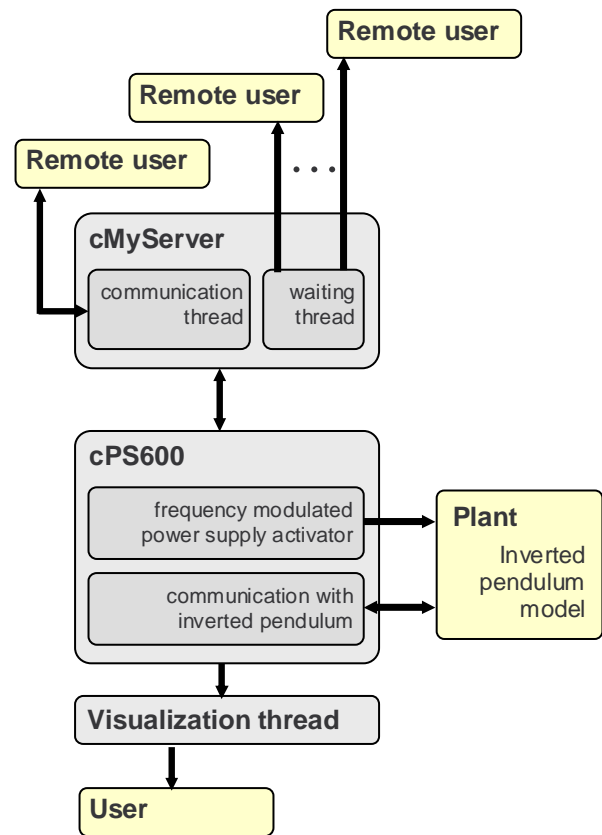 Remote user
Remote user
Remote user
. . .
cMyServer
communication
thread
waiting
thread
cPS600
frequency modulated
power supply activator
communication with
inverted pendulum
Plant
Inverted
pendulum
model
Visualization thread
User